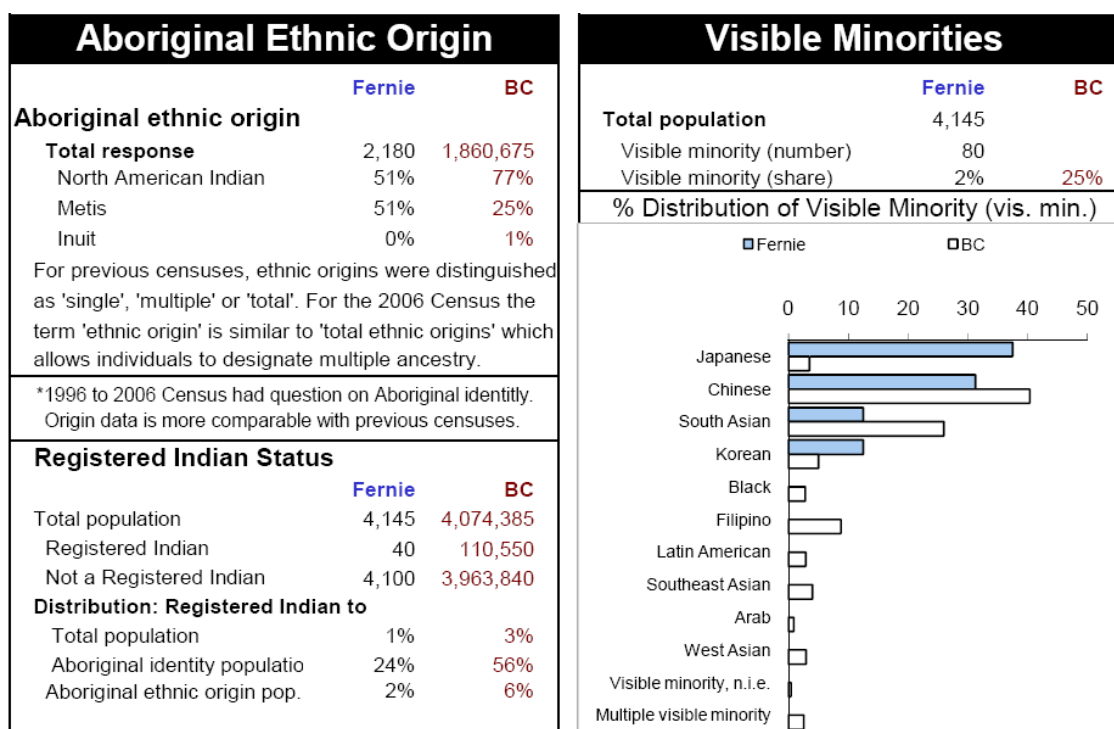 Aboriginal Ethnic Origin
Fernie BC
Aboriginal ethnic origin
Total response 2,180 1,860,675
North American Indian 51% 77%
Metis 51% 25%
Inuit 0% 1%
For previous censuses, ethnic origins were distinguished
as 'single', 'multiple' or 'total'. For the 2006 Census the
term 'ethnic origin' is similar to 'total ethnic origins' which
allows individuals to designate multiple ancestry.
*1996 to 2006 Census had question on Aboriginal identitly.
Origin data is more comparable with previous censuses.
Registered Indian Status
Fernie BC
Total population 4,145 4,074,385
Registered Indian 40 110,550
Not a Registered Indian 4,100 3,963,840
Distribution: Registered Indian to
Total population 1% 3%
Aboriginal identity populatio 24% 56%
Aboriginal ethnic origin pop. 2% 6%
Visible Minorities
Fernie BC
Total population 4,145
Visible minority (number) 80
Visible minority (share) 2% 25%
% Distribution of Visible Minority (vis. min.)
Fernie BC
0 10 20 30 40 50
Japanese
Chinese
South Asian
Korean
Black
Filipino
Latin American
Southeast Asian
Arab
West Asian
Visible minority, n.i.e.
Multiple visible minority